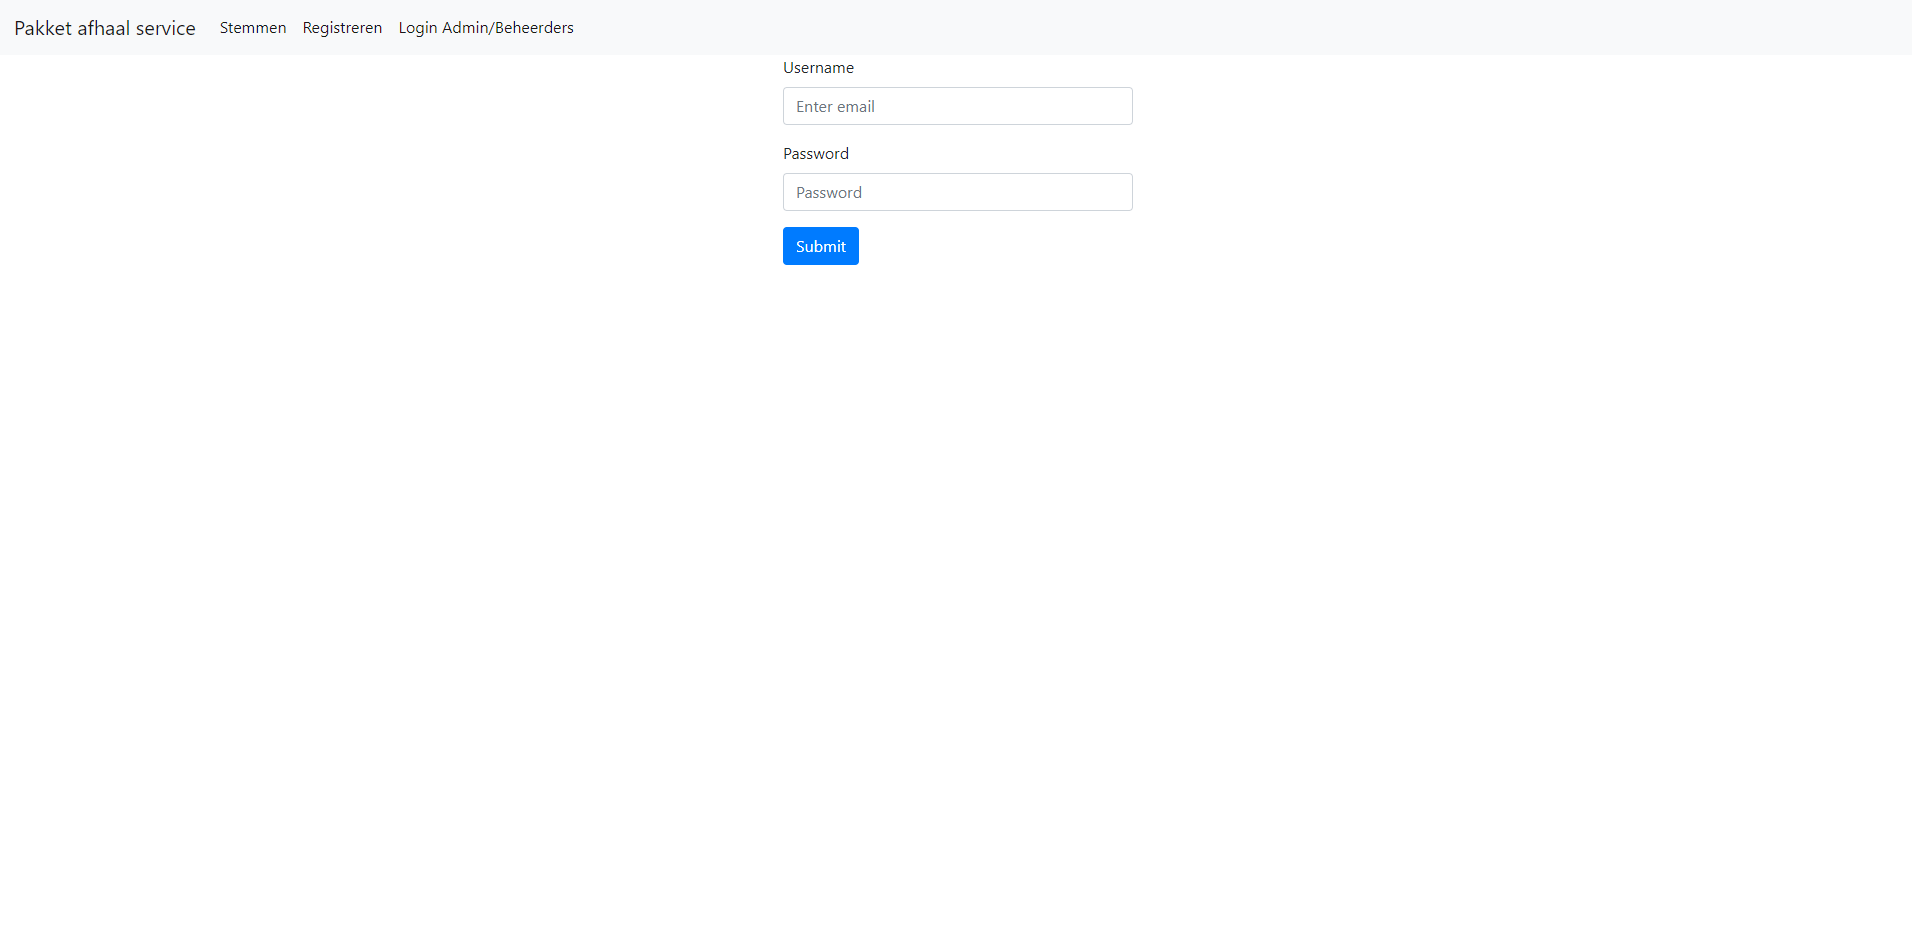 Pakket afhaal service Stemmen Registreren Login Admin/Beheerders
Username
Enter email
Password
Password
Submit